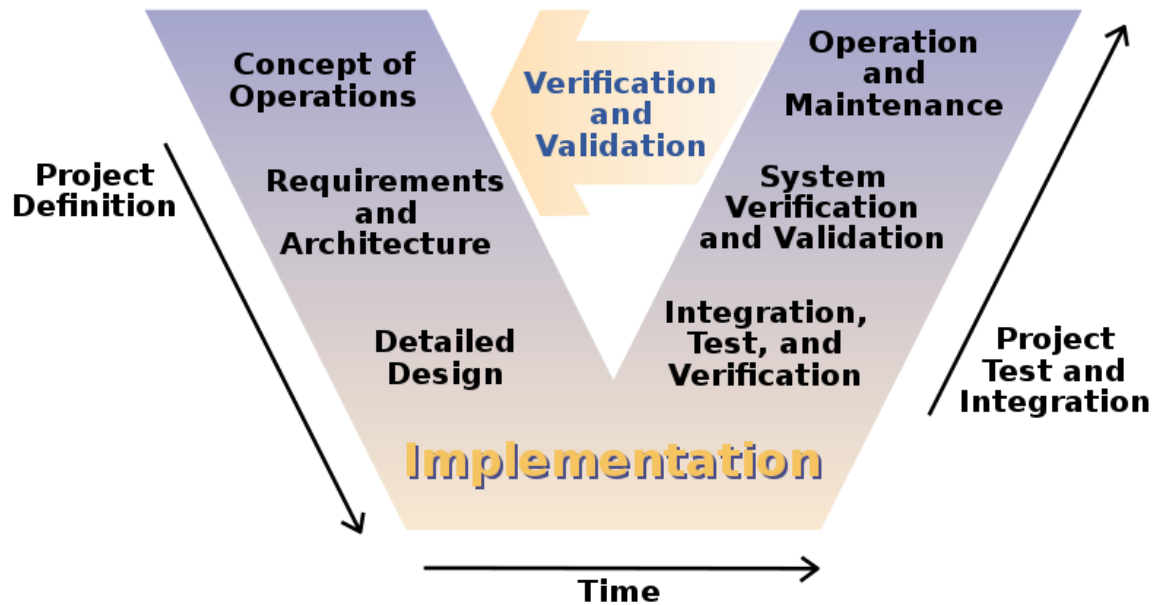 Concept of
Operations
Requirements
and
Architecture
Detailed
Design
Project
Definition
Verification
and
Validation
Implementation
Operation
and
Maintenance
System
Verification
and Validation
Integration,
Test, and
Verification
Project
Test and
Integration
Time